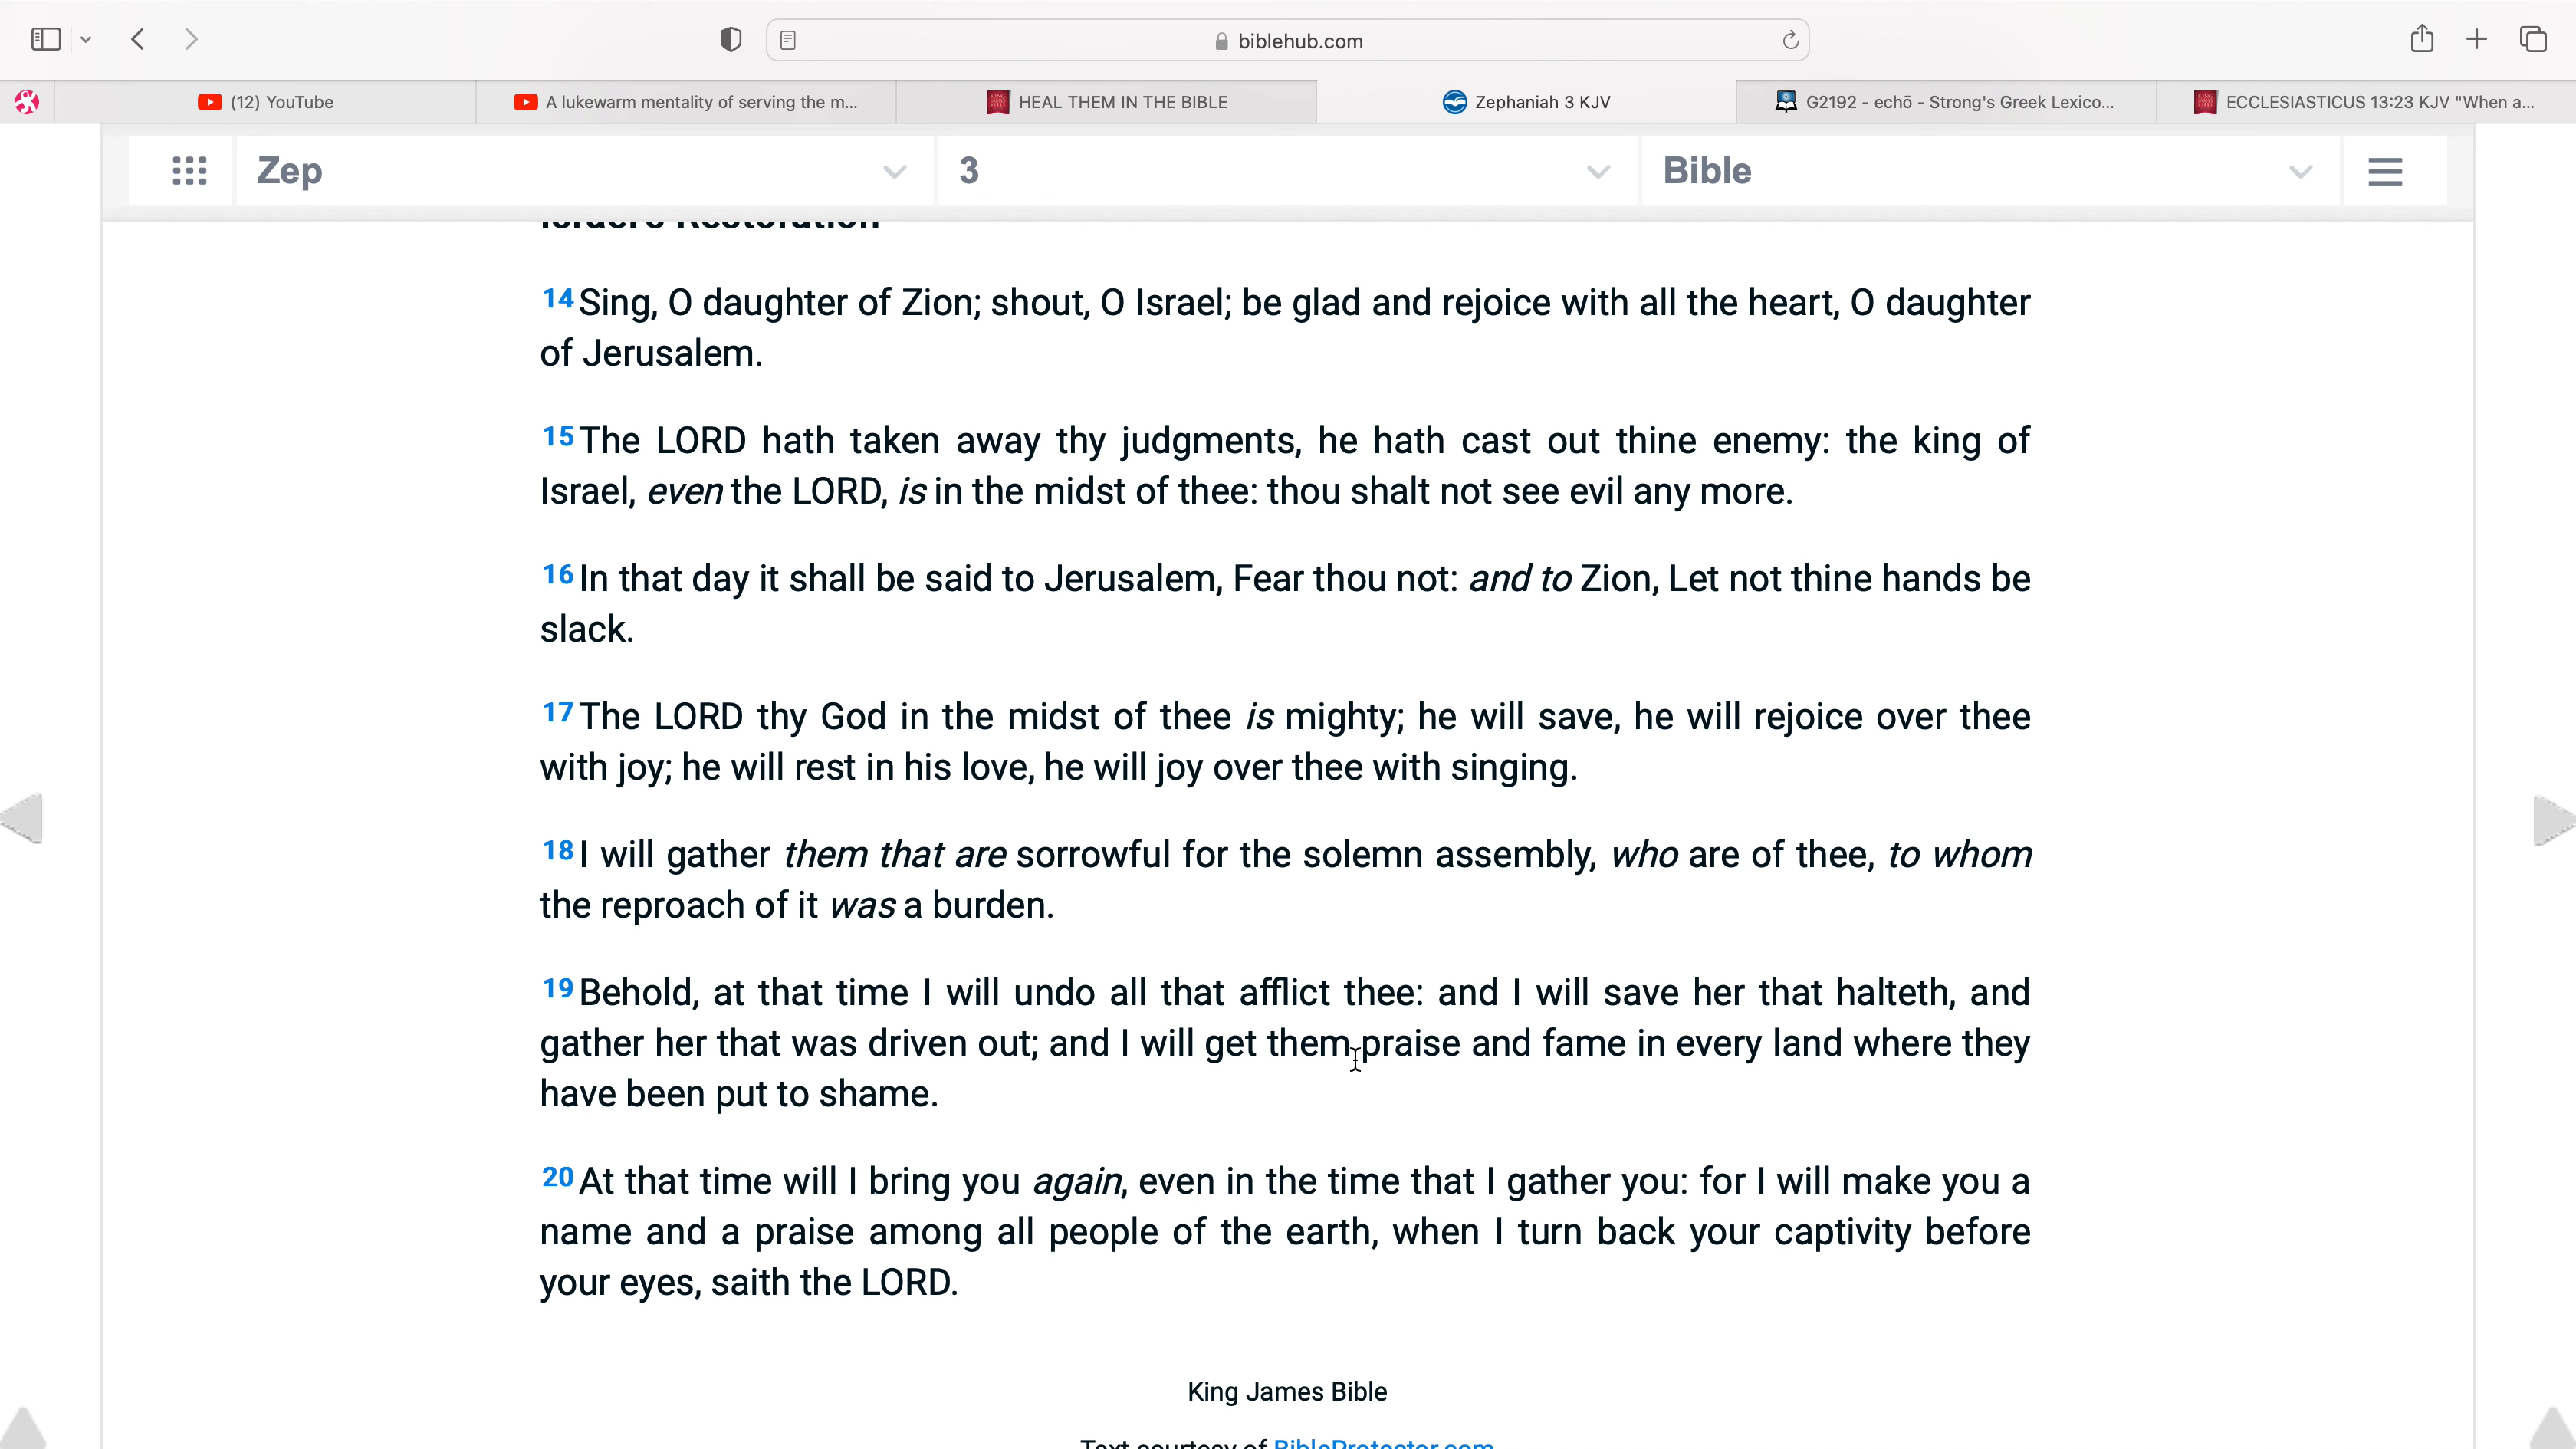 biblehub.com
(12) YouTube
A lukewarm mentality of serving the m...
HEAL THEM IN THE BIBLE
Zephaniah 3 KJV
G2192 - echō - Strong's Greek Lexico...
ECCLESIASTICUS 13:23 KJV "When a...
Zep
3
Bible
Israel's Restoration
14 Sing, O daughter of Zion; shout, O Israel; be glad and rejoice with all the heart, O daughter
of Jerusalem.
15 The LORD hath taken away thy judgments, he hath cast out thine enemy: the king of
Israel, even the LORD, is in the midst of thee: thou shalt not see evil any more.
16 In that day it shall be said to Jerusalem, Fear thou not: and to Zion, Let not thine hands be
slack.
17 The LORD thy God in the midst of thee is mighty; he will save, he will rejoice over thee
with joy; he will rest in his love, he will joy over thee with singing.
18 I will gather them that are sorrowful for the solemn assembly, who are of thee, to whom
the reproach of it was a burden.
19 Behold, at that time I will undo all that afflict thee: and I will save her that halteth, and
gather her that was driven out; and I will get them praise and fame in every land where they
have been put to shame.
20 At that time will I bring you again, even in the time that I gather you: for I will make you a
name and a praise among all people of the earth, when I turn back your captivity before
your eyes, saith the LORD.
King James Bible
Text courtesy of BibleProtector.com